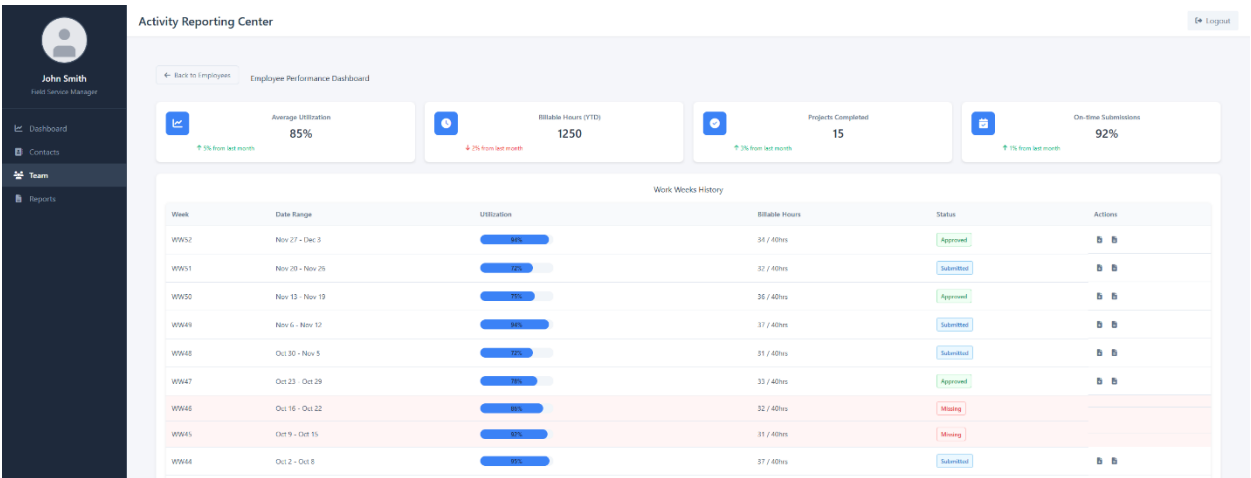 Activity Reporting Center
Logout
John Smith
Field Service Manager
Dashboard
Contacts
Team
Reports
Back to Employees
Employee Performance Dashboard
Average Utilization
85%
from last month
Billable Hours (YTD)
1250
from last month
Projects Completed
15
from last month
On-time Submissions
92%
1% from last month
Work Weeks History
Week Date Range Utilization Billable Hours Status Actions
WW52 Nov 27 - Dec 3 94% 34 / 40hrs Approved
WW51 Nov 20 - Nov 26 72% 32 / 40hrs Submitted
WW50 Nov 13 - Nov 19 36 / 40hrs Approved
WW49 Nov 6 - Nov 12 94% 37 / 40hrs Submitted
WW48 Oct 30 - Nov 5 72% 31 / 40hrs Submitted
WW47 Oct 23 - Oct 29 33 / 40hrs Approved
WW46 Oct 16 - Oct 22 32 / 40hrs Missing
WW45 Oct 9 - Oct 15 92% 31 / 40hrs Missing
WW44 Oct 2 - Oct 8 37 / 40hrs Submitted